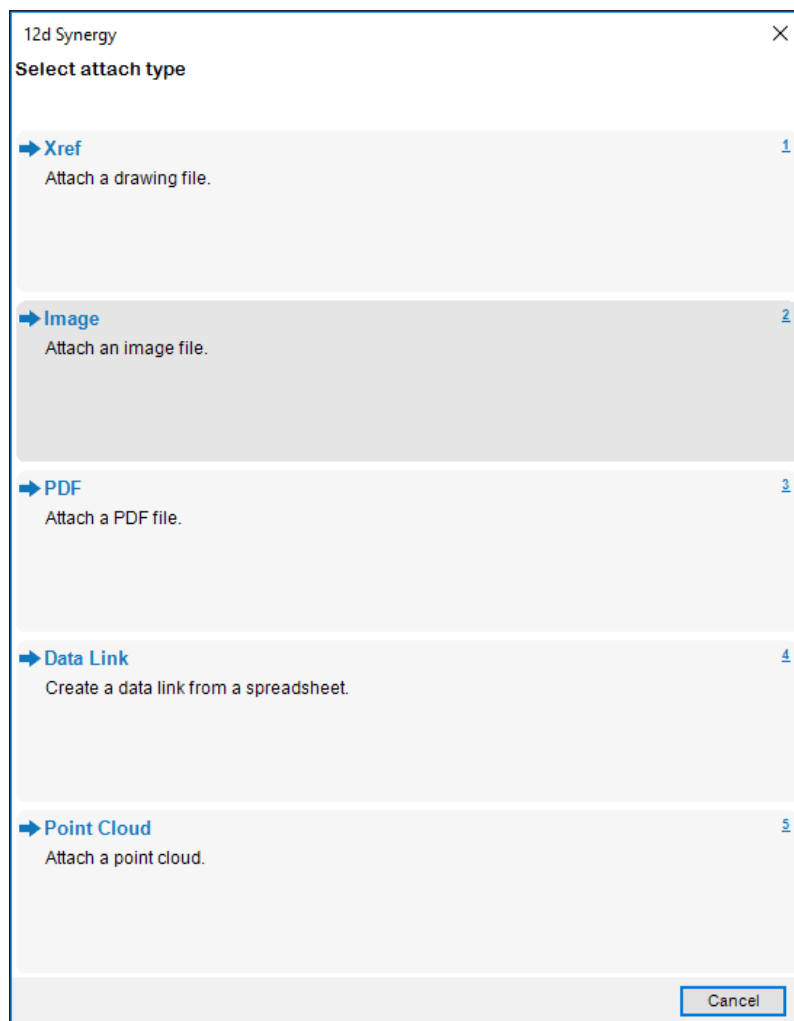 12d Synergy
Select attach type
Xref 1
Attach a drawing file.
Image 2
Attach an image file.
PDF 3
Attach a PDF file.
Data Link 4
Create a data link from a spreadsheet.
Point Cloud 5
Attach a point cloud.
Cancel